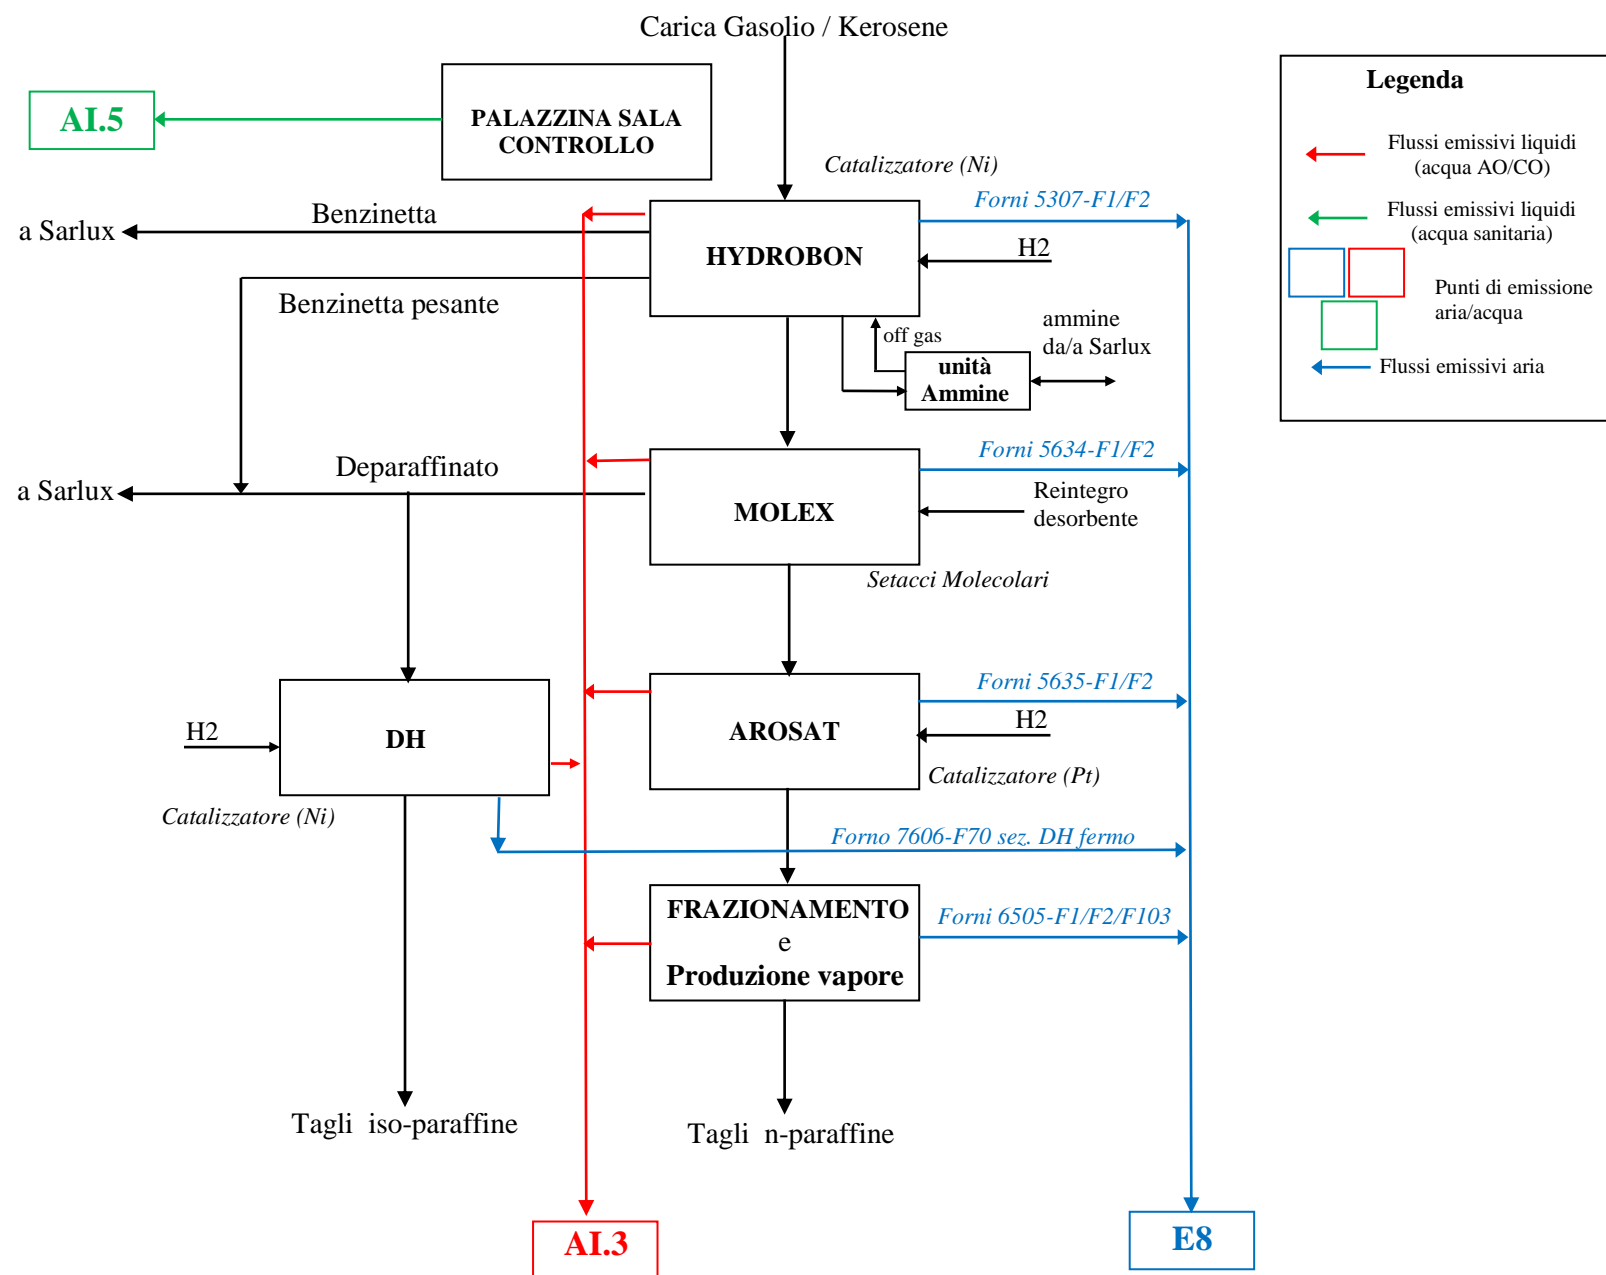 Carica Gasolio / Kerosene
Legenda
AI.5
PALAZZINA SALA
CONTROLLO
Flussi emissivi liquidi
(acqua AO/CO)
Catalizzatore (Ni)
Forni 5307-F1/F2
Flussi emissivi liquidi
(acqua sanitaria)
a Sarlux
Benzinetta
HYDROBON
H2
Benzinetta pesante
Punti di emissione
aria/acqua
off gas
ammine
da/a Sarlux
unità
Ammine
Flussi emissivi aria
Forni 5634-F1/F2
Deparaffinato
a Sarlux
MOLEX
Reintegro
desorbente
Setacci Molecolari
Forni 5635-F1/F2
H2
DH
AROSAT
H2
Catalizzatore (Pt)
Catalizzatore (Ni)
Forno 7606-F70 sez. DH fermo
FRAZIONAMENTO
e
Produzione vapore
Forni 6505-F1/F2/F103
Tagli iso-paraffine
Tagli n-paraffine
AI.3
E8